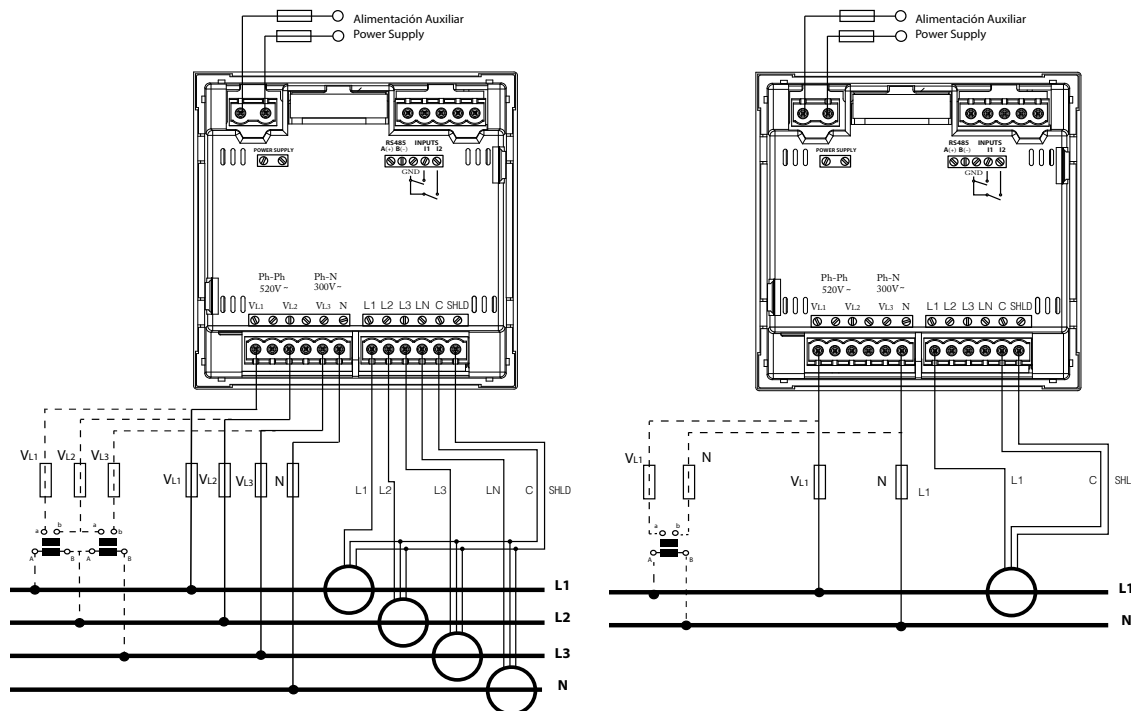 Alimentación Auxiliar
Power Supply
POWER SUPPLY
RS485 INPUTS
A(+) B(-) I1 I2
GND
Ph-Ph Ph-N
520V~ 300V~
VL1 VL2 VL3 N L1 L2 L3 LN C SHLD
VL1 VL2 VL3
VL1 VL2 VL3 N L1 L2 L3 LN C SHLD
a b a b
A B A B
L1
L2
L3
N
Alimentación Auxiliar
Power Supply
POWER SUPPLY
RS485 INPUTS
A(+) B(-) I1 I2
GND
Ph-Ph Ph-N
520V~ 300V~
VL1 VL2 VL3 N L1 L2 L3 LN C SHLD
VL1 N
VL1 N L1 L1 C SHL
a b
A B
L1
N